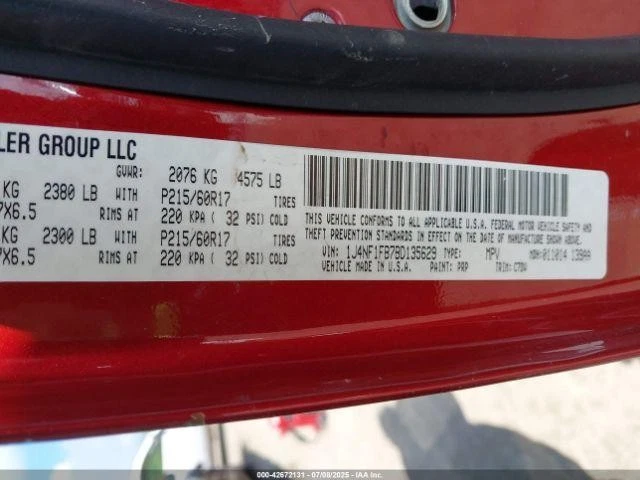 LER GROUP LLC
GVWR: 2076 KG 4575 LB
KG 2380 LB WITH P215/60R17 TIRES
7X6.5 RIMS AT 220 KPA ( 32 PSI) COLD
KG 2300 LB WITH P215/60R17 TIRES
7X6.5 RIMS AT 220 KPA ( 32 PSI) COLD
THIS VEHICLE CONFORMS TO ALL APPLICABLE U.S.A. FEDERAL MOTOR VEHICLE SAFETY AND
THEFT PREVENTION STANDARDS IN EFFECT ON THE DATE OF MANUFACTURE SHOWN ABOVE.
VIN: 1J4NF1FB7BD135629 TYPE: MPV MDH: 011014 139AA
MADE IN U.S.A. PAINT: PRP TRIM: C7DV
000-42672131 - 07/08/2025 - IAA Inc.